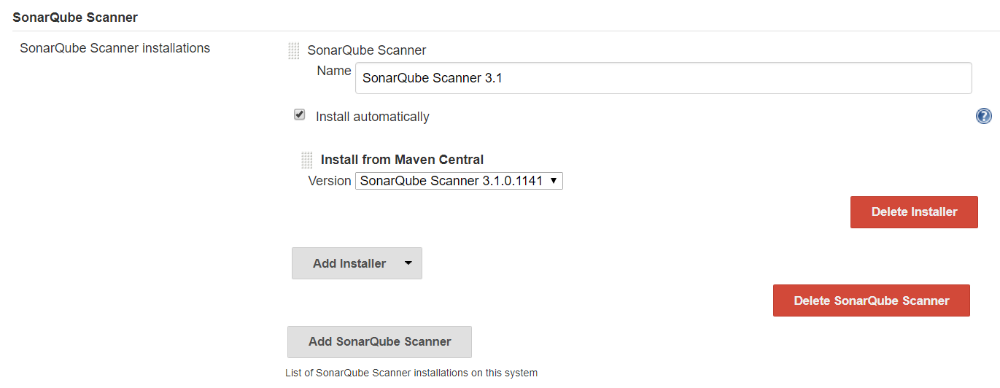 SonarQube Scanner
SonarQube Scanner installations
SonarQube Scanner
Name SonarQube Scanner 3.1
Install automatically
?
Install from Maven Central
Version SonarQube Scanner 3.1.0.1141
Delete Installer
Add Installer
Delete SonarQube Scanner
Add SonarQube Scanner
List of SonarQube Scanner installations on this system